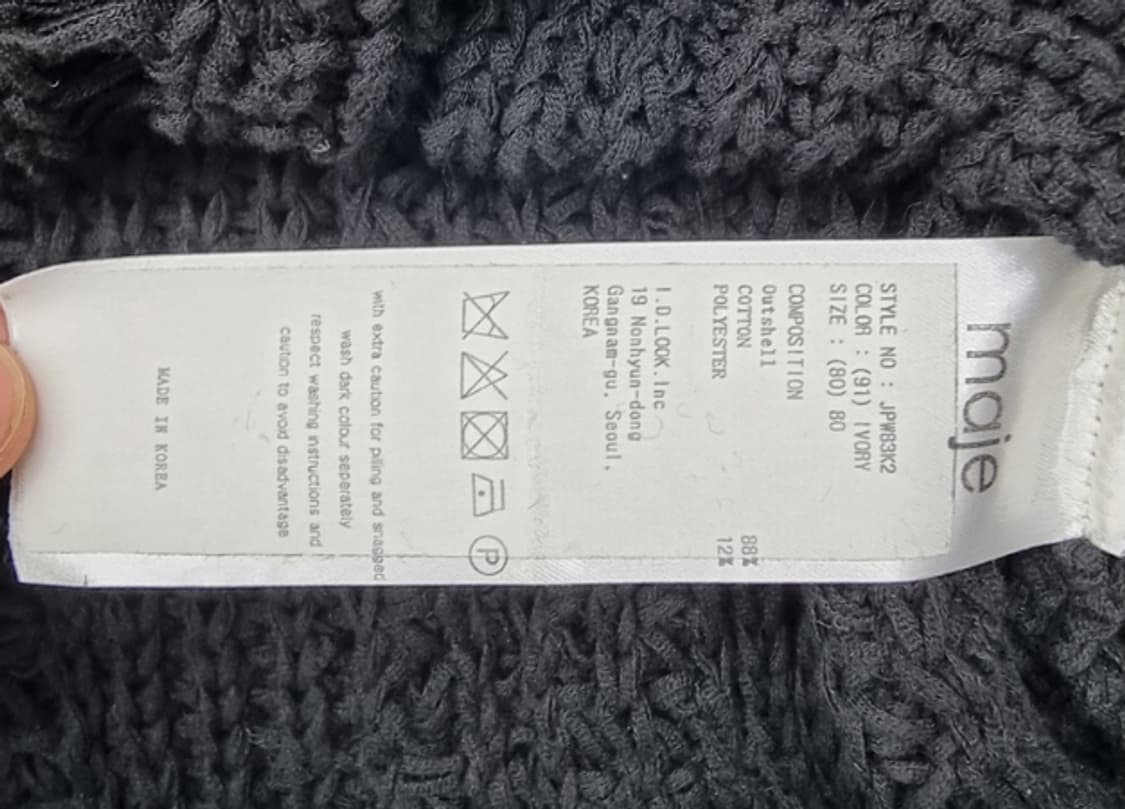 maje
STYLE NO : JPW83K2
COLOR : (91) IVORY
SIZE : (80) 80
COMPOSITION
Outshell
COTTON 88%
POLYESTER 12%
I.D.LOOK.Inc
19 Nonhyun-dong
Gangnam-gu. Seoul.
KOREA
P
with extra caution for pilling and snagged
wash dark colour seperately
respect washing instructions and
caution to avoid disadvantage
MADE IN KOREA